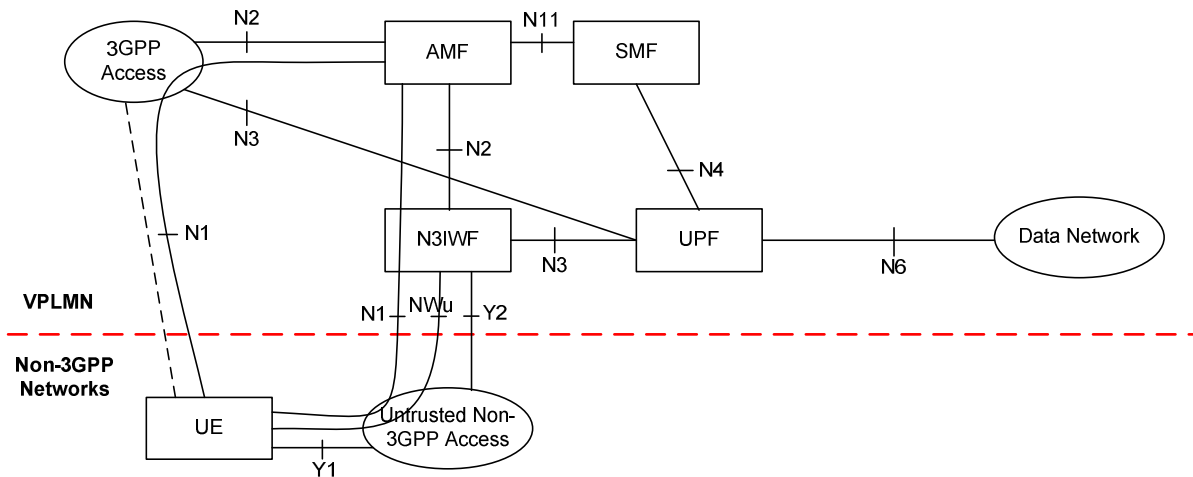 N2
3GPP
Access
AMF
N11
SMF
N3
N2
N4
N1
N3IWF
N3
UPF
N6
Data Network
VPLMN
N1
NWu
Y2
Non-3GPP
Networks
UE
Untrusted Non-
3GPP Access
Y1